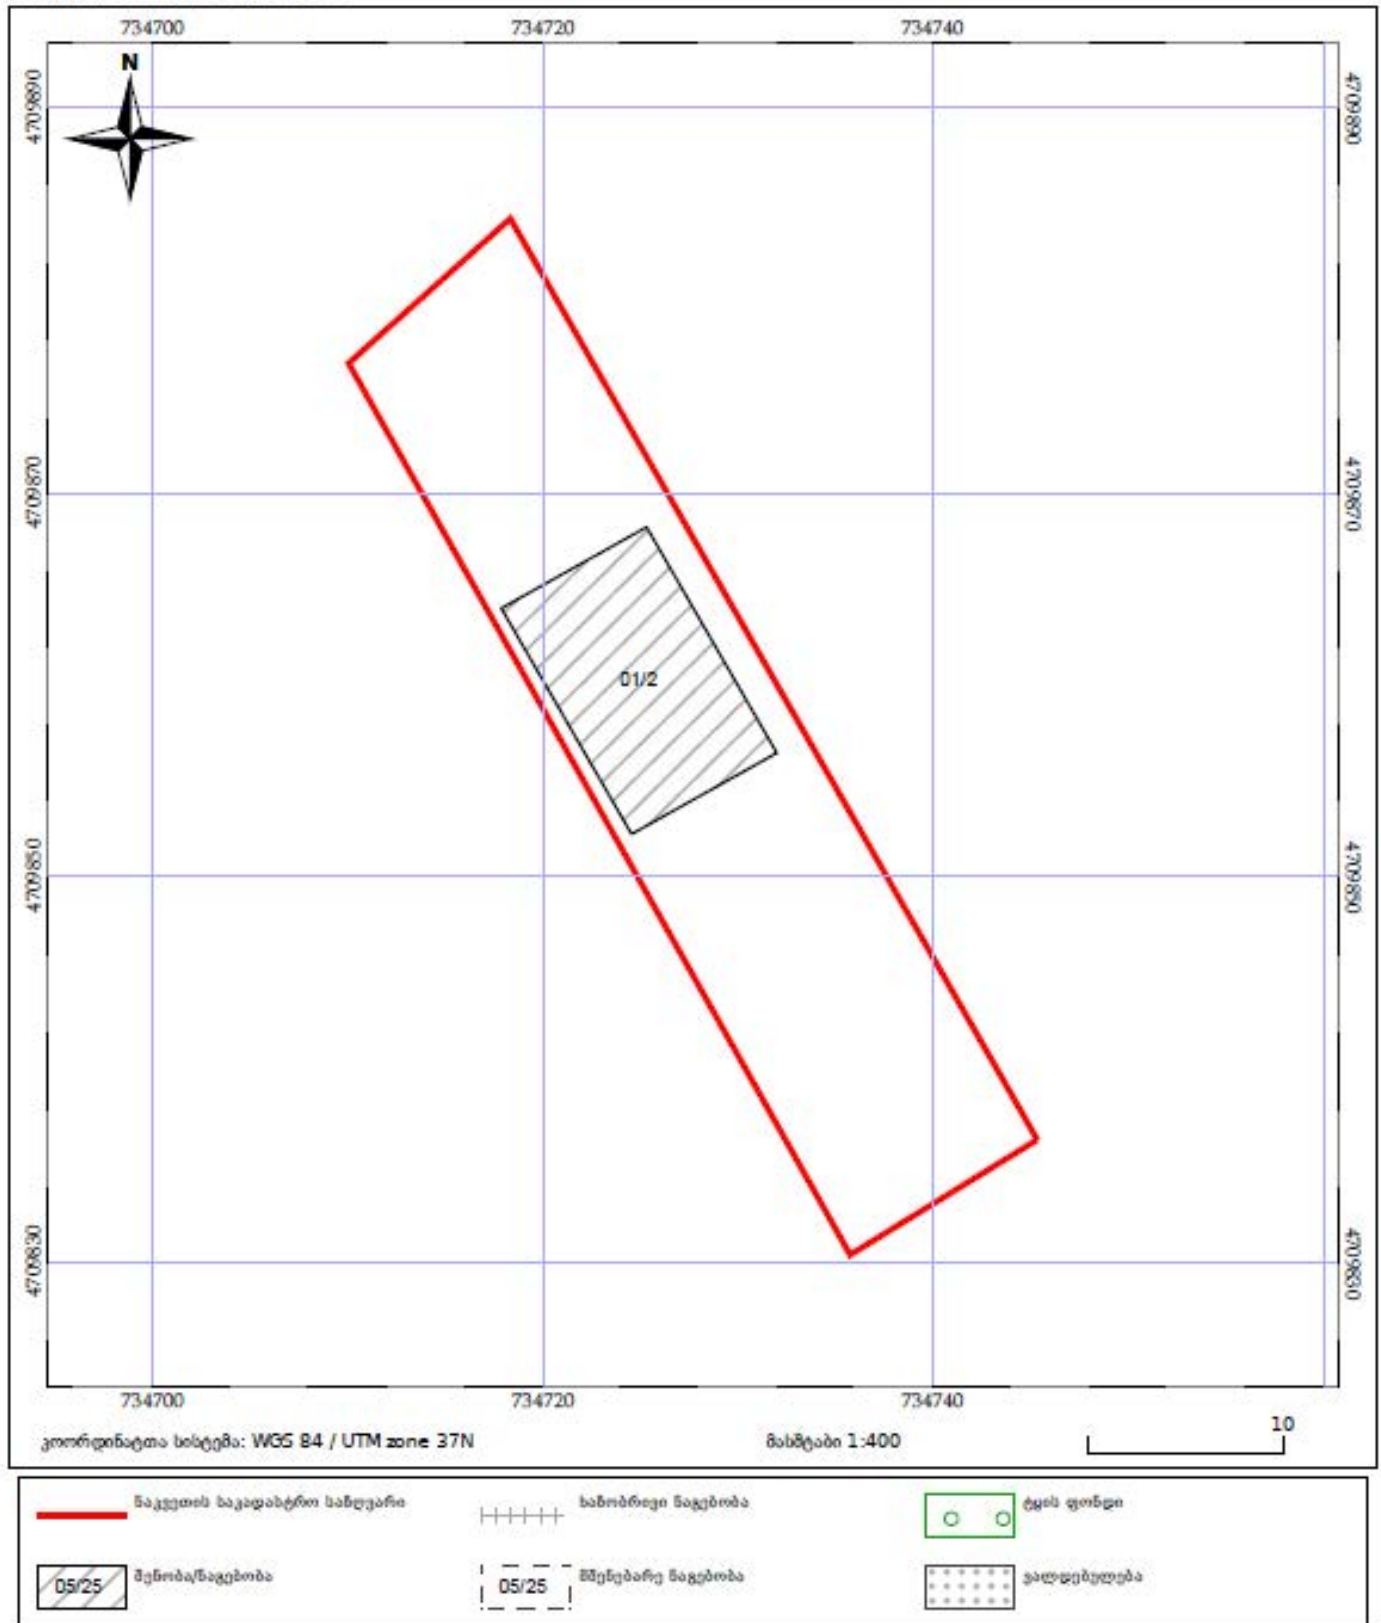 734700 734720 734740
N
4709890 4709890
4709870 4709870
01/2
4709850 4709850
4709830 4709830
734700 734720 734740
კოორდინატთა სისტემა: WGS 84 / UTM zone 37N მასშტაბი 1:400 10
ნაკვეთის საკადასტრო საზღვარი ხაზობრივი ნაგებობა ტყის ფონდი
05/25 შენობა/ნაგებობა 05/25 მშენებარე ნაგებობა ვალდებულება